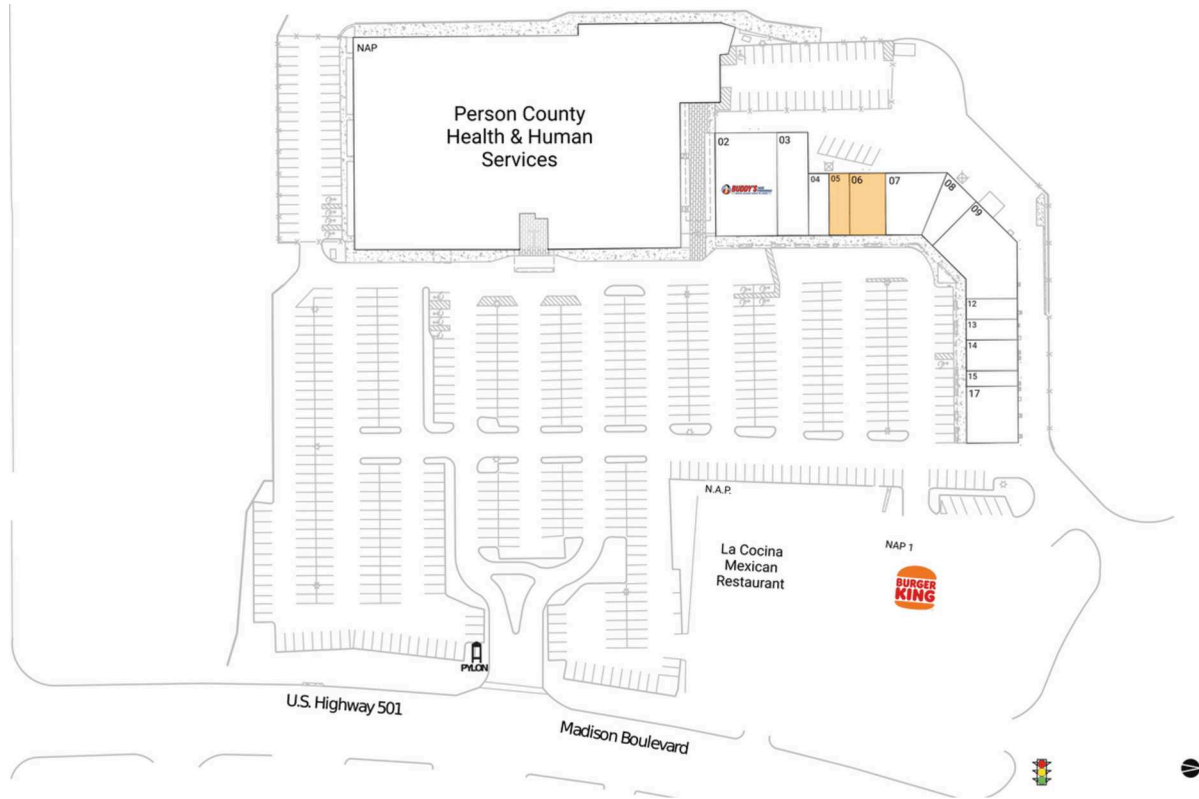 NAP
Person County
Health & Human
Services
02
03
BUDDY'S
04
05
06
07
08
09
12
13
14
15
17
N.A.P.
La Cocina
Mexican
Restaurant
NAP 1
BURGER
KING
PYLON
U.S. Highway 501
Madison Boulevard